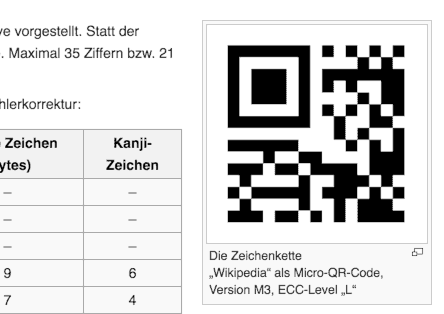 ve vorgestellt. Statt der
. Maximal 35 Ziffern bzw. 21
hlerkorrektur:
Zeichen
ytes)
Kanji-
Zeichen
–
–
–
–
–
–
9
6
7
4
Die Zeichenkette
„Wikipedia“ als Micro-QR-Code,
Version M3, ECC-Level „L“